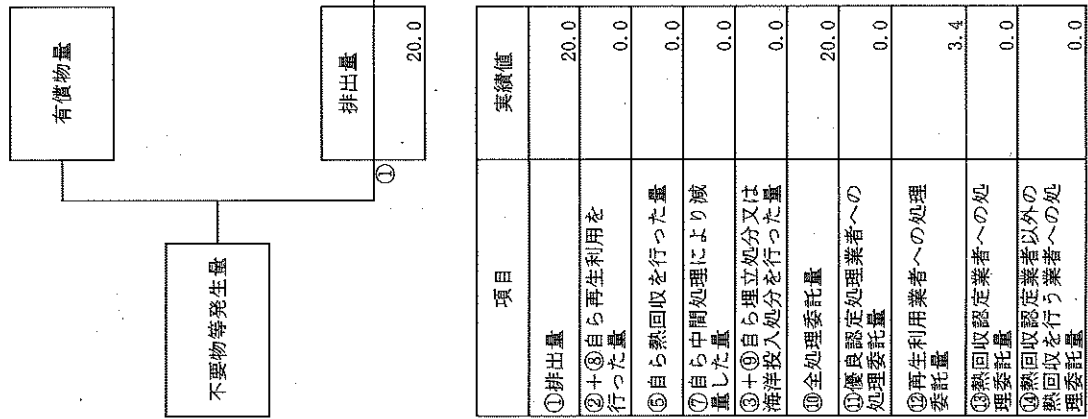 不要物等発生量
有償物量
排出量
①
20.0
項目
実績値
①排出量
20.0
②+⑧自ら再生利用を
行った量
0.0
⑤自ら熱回収を行った量
0.0
⑦自ら中間処理により減
量した量
0.0
③+⑨自ら埋立処分又は
海洋投入処分を行った量
0.0
⑩全処理委託量
20.0
⑪優良認定処理業者への
処理委託量
0.0
⑫再生利用業者への処理
委託量
3.4
⑬熱回収認定業者への処
理委託量
0.0
⑭熱回収認定業者以外の
熱回収を行う業者への処
理委託量
0.0